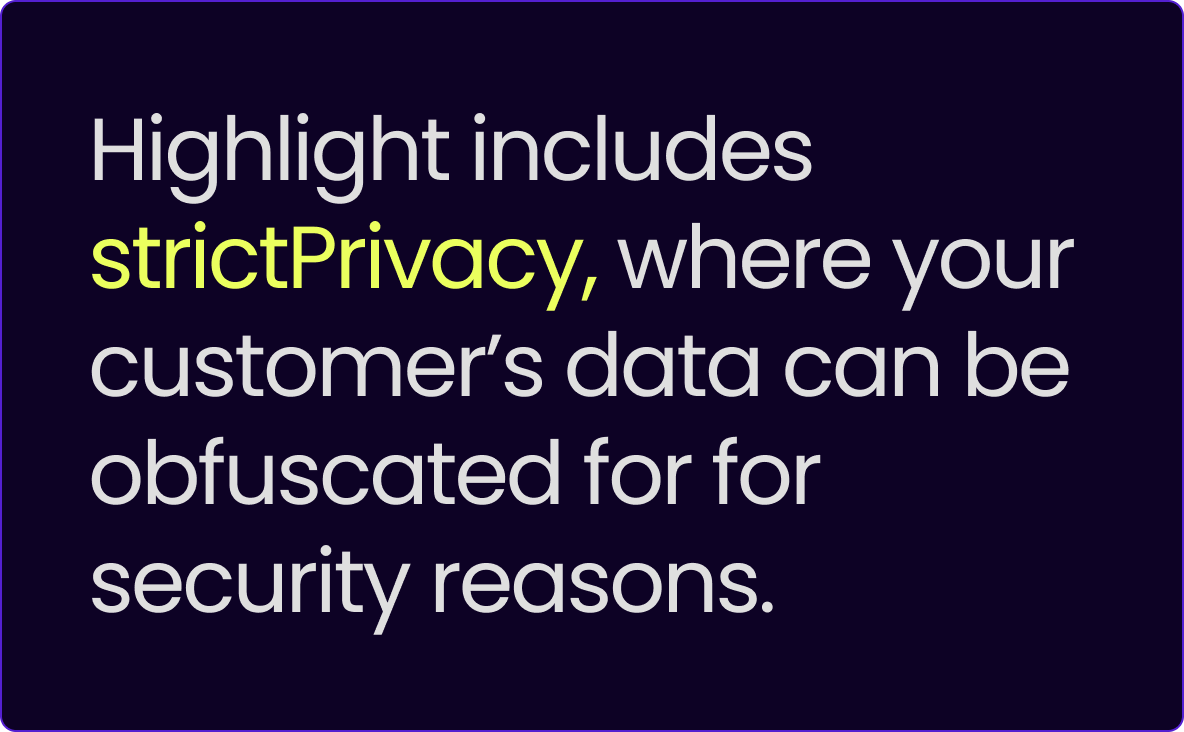 Highlight includes
strictPrivacy, where your
customer’s data can be
obfuscated for for
security reasons.